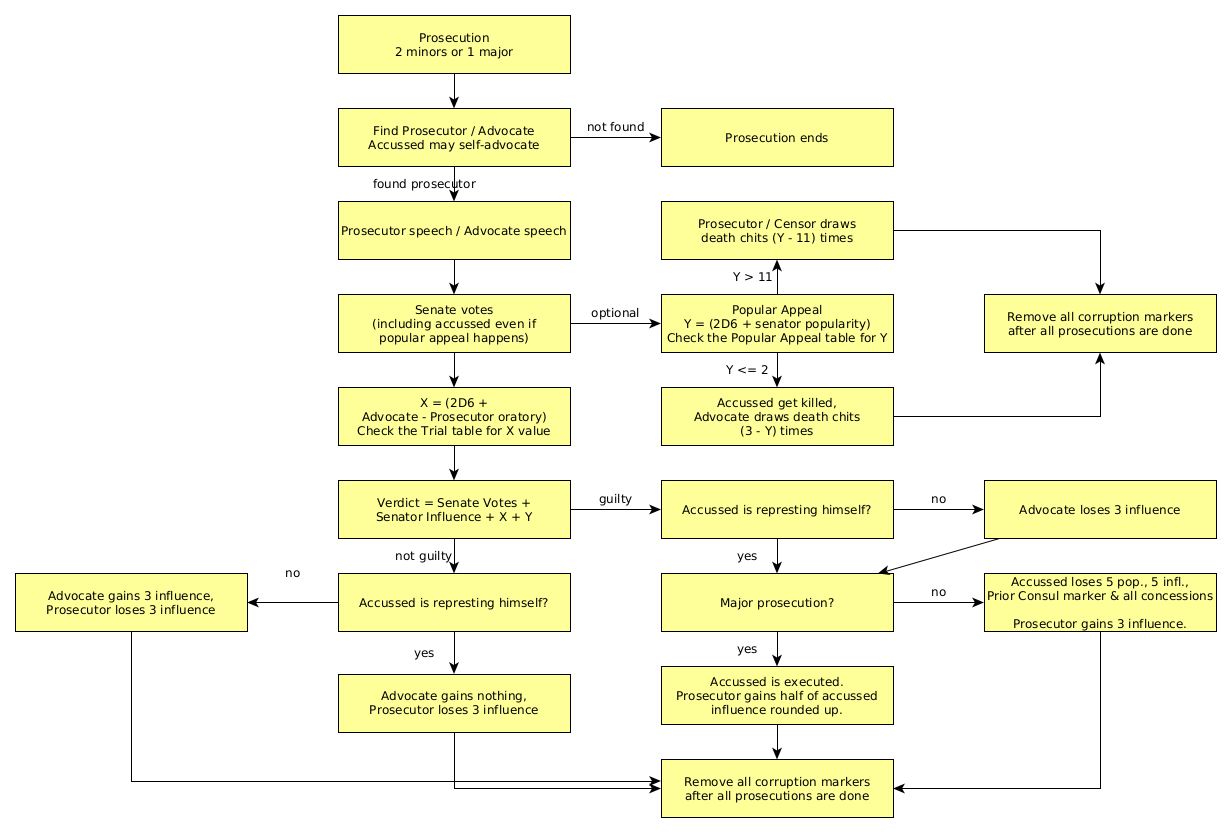 Prosecution
2 minors or 1 major
Find Prosecutor / Advocate
Accussed may self-advocate
not found
Prosecution ends
found prosecutor
Prosecutor speech / Advocate speech
Prosecutor / Censor draws
death chits (Y - 11) times
Y > 11
Senate votes
(including accussed even if
popular appeal happens)
optional
Popular Appeal
Y = (2D6 + senator popularity)
Check the Popular Appeal table for Y
Remove all corruption markers
after all prosecutions are done
Y <= 2
X = (2D6 +
Advocate - Prosecutor oratory)
Check the Trial table for X value
Accussed get killed,
Advocate draws death chits
(3 - Y) times
Verdict = Senate Votes +
Senator Influence + X + Y
guilty
Accussed is represting himself?
no
Advocate loses 3 influence
not guilty
yes
no
Advocate gains 3 influence,
Prosecutor loses 3 influence
Accussed is represting himself?
Major prosecution?
no
Accussed loses 5 pop., 5 infl.,
Prior Consul marker & all concessions
Prosecutor gains 3 influence.
yes
yes
Advocate gains nothing,
Prosecutor loses 3 influence
Accussed is executed.
Prosecutor gains half of accussed
influence rounded up.
Remove all corruption markers
after all prosecutions are done